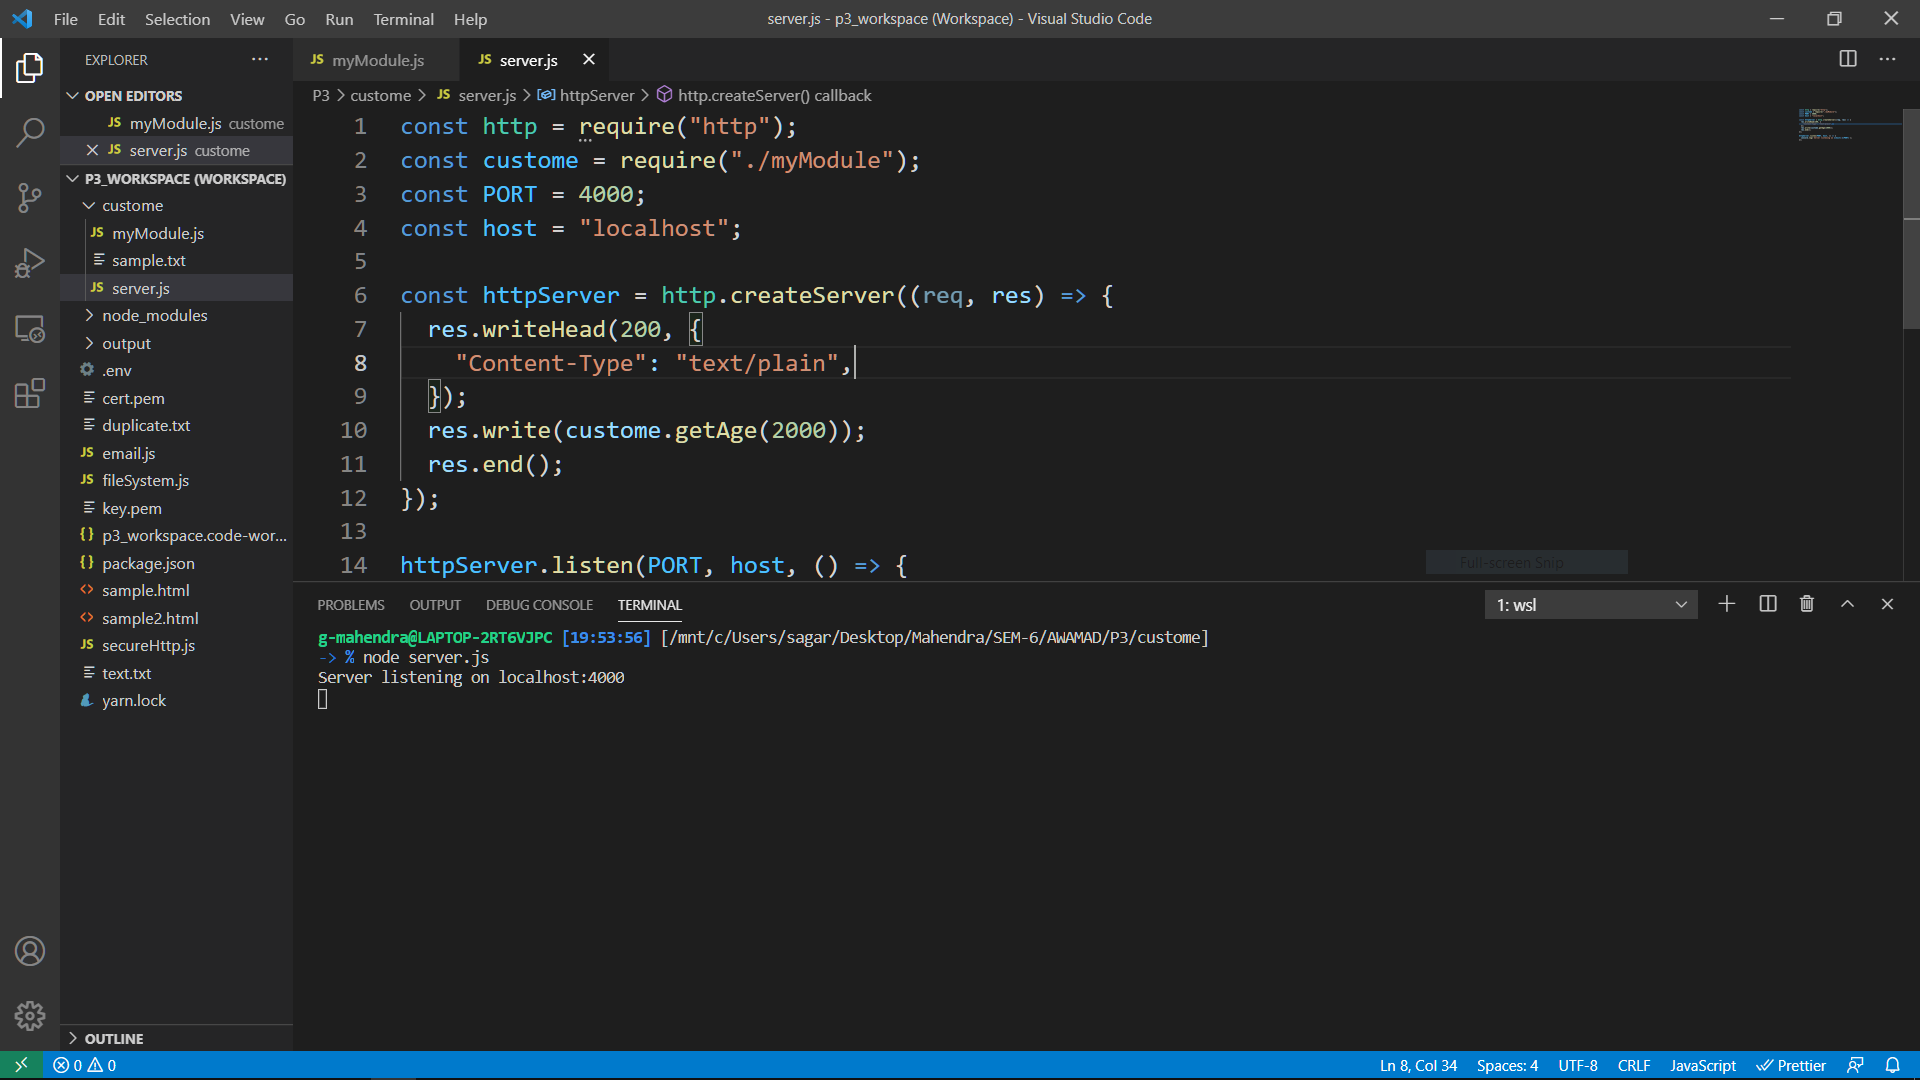 File Edit Selection View Go Run Terminal Help
server.js - p3_workspace (Workspace) - Visual Studio Code
EXPLORER
OPEN EDITORS
JS myModule.js custome
JS server.js custome
P3_WORKSPACE (WORKSPACE)
custome
JS myModule.js
sample.txt
JS server.js
node_modules
output
.env
cert.pem
duplicate.txt
JS email.js
JS fileSystem.js
key.pem
{} p3_workspace.code-wor...
{} package.json
<> sample.html
<> sample2.html
JS secureHttp.js
text.txt
yarn.lock
OUTLINE
JS myModule.js
JS server.js
P3 > custome > JS server.js > httpServer > http.createServer() callback
1 const http = require("http");
2 const custome = require("./myModule");
3 const PORT = 4000;
4 const host = "localhost";
5
6 const httpServer = http.createServer((req, res) => {
7 res.writeHead(200, {
8 "Content-Type": "text/plain",
9 });
10 res.write(custome.getAge(2000));
11 res.end();
12 });
13
14 httpServer.listen(PORT, host, () => {
Full-screen Snip
PROBLEMS OUTPUT DEBUG CONSOLE TERMINAL
1: wsl
g-mahendra@LAPTOP-2RT6VJPC [19:53:56] [/mnt/c/Users/sagar/Desktop/Mahendra/SEM-6/AWAMAD/P3/custome]
-> % node server.js
Server listening on localhost:4000
0 0
Ln 8, Col 34 Spaces: 4 UTF-8 CRLF JavaScript Prettier